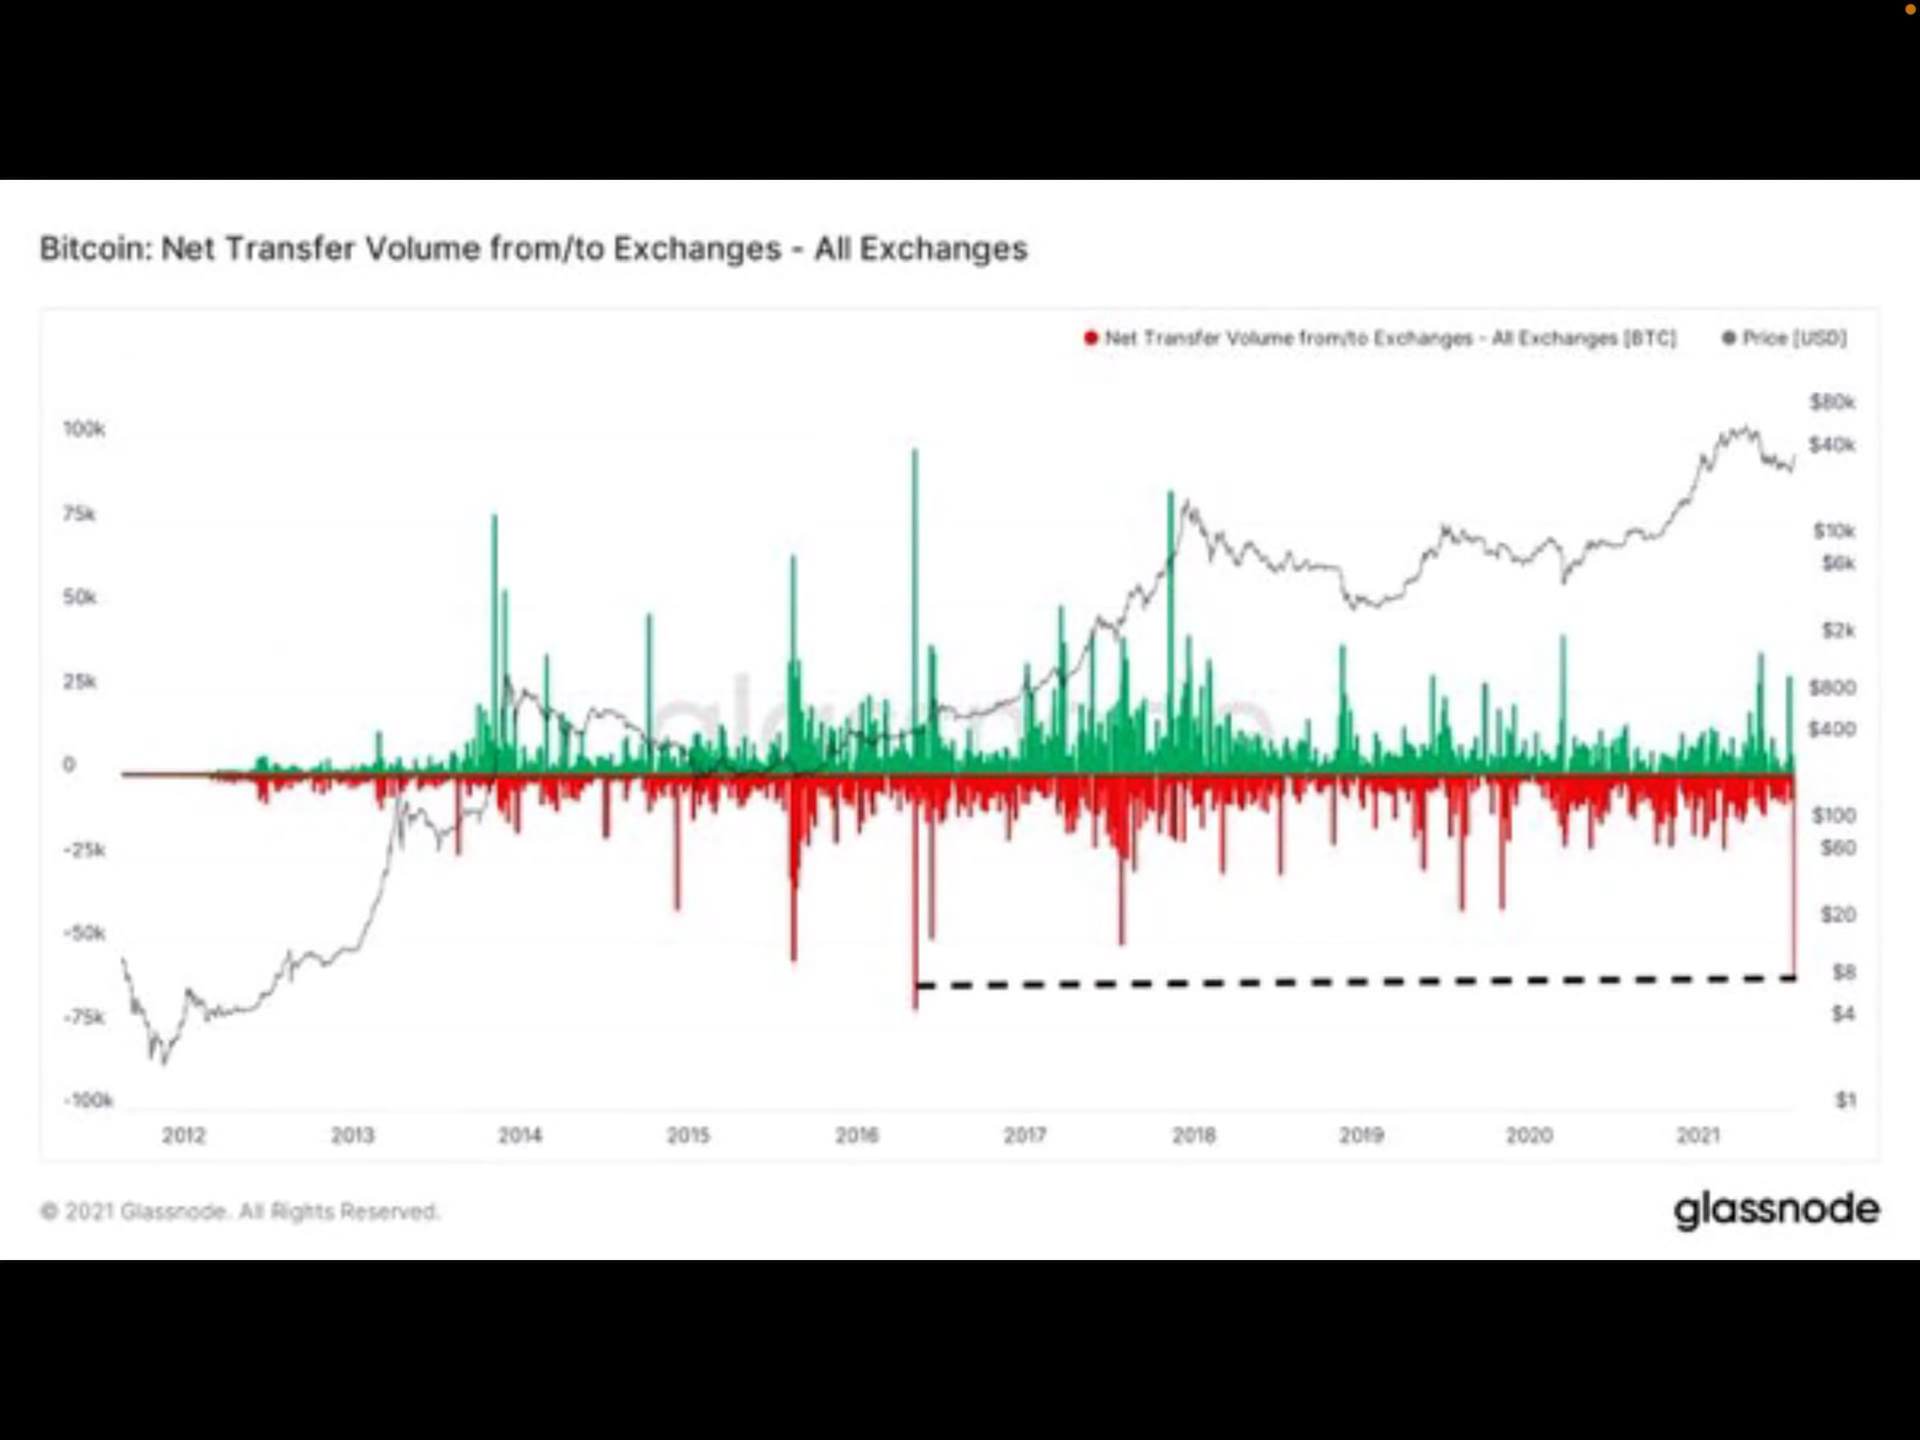 Bitcoin: Net Transfer Volume from/to Exchanges - All Exchanges
Net Transfer Volume from/to Exchanges - All Exchanges [BTC]
Price [USD]
100k
75k
50k
25k
0
-25k
-50k
-75k
-100k
$80k
$40k
$10k
$6k
$2k
$800
$400
$100
$60
$20
$8
$4
$1
glassnode
2012 2013 2014 2015 2016 2017 2018 2019 2020 2021
© 2021 Glassnode. All Rights Reserved.
glassnode